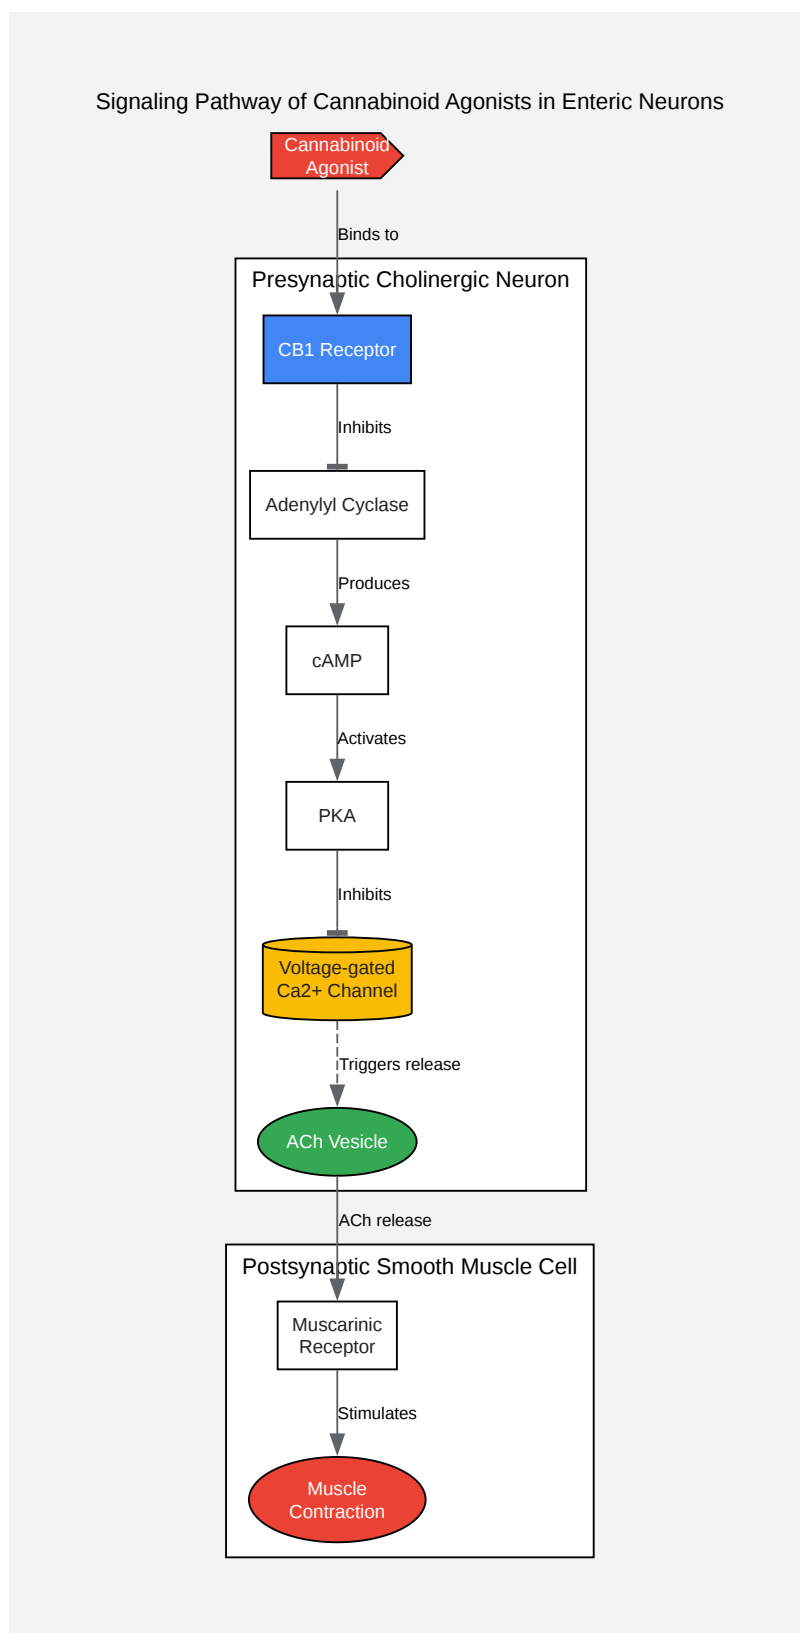 Signaling Pathway of Cannabinoid Agonists in Enteric Neurons
Cannabinoid
Agonist
Binds to
Presynaptic Cholinergic Neuron
CB1 Receptor
Inhibits
Adenylyl Cyclase
Produces
cAMP
Activates
PKA
Inhibits
Voltage-gated
Ca2+ Channel
Triggers release
ACh Vesicle
ACh release
Postsynaptic Smooth Muscle Cell
Muscarinic
Receptor
Stimulates
Muscle
Contraction